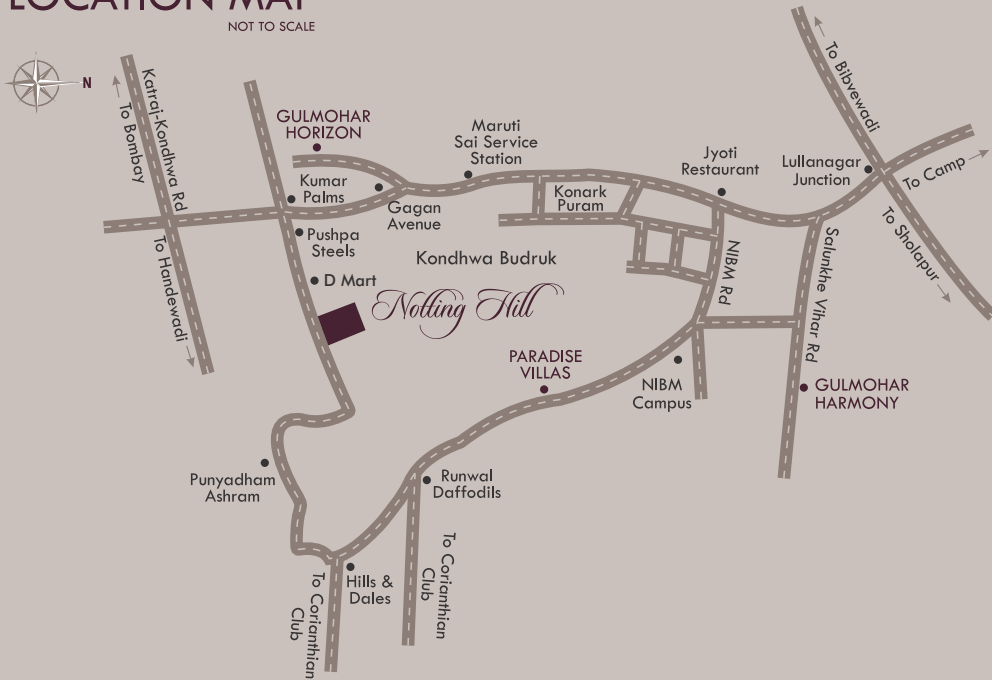 LOCATION MAP
NOT TO SCALE
N
Katraj-Kondhwa Rd
To Bombay
To Handewadi
GULMOHAR
HORIZON
Kumar
Palms
Gagan
Avenue
Maruti
Sai Service
Station
Pushpa
Steels
D Mart
Notting Hill
Kondhwa Budruk
Konark
Puram
Jyoti
Restaurant
Lullanagar
Junction
To Bibvewadi
To Camp
To Sholapur
NIBM Rd
Salunkhe Vihar Rd
PARADISE
VILLAS
NIBM
Campus
GULMOHAR
HARMONY
Punyadham
Ashram
Runwal
Daffodils
Hills &
Dales
To Corianthian
Club
To Corianthian
Club